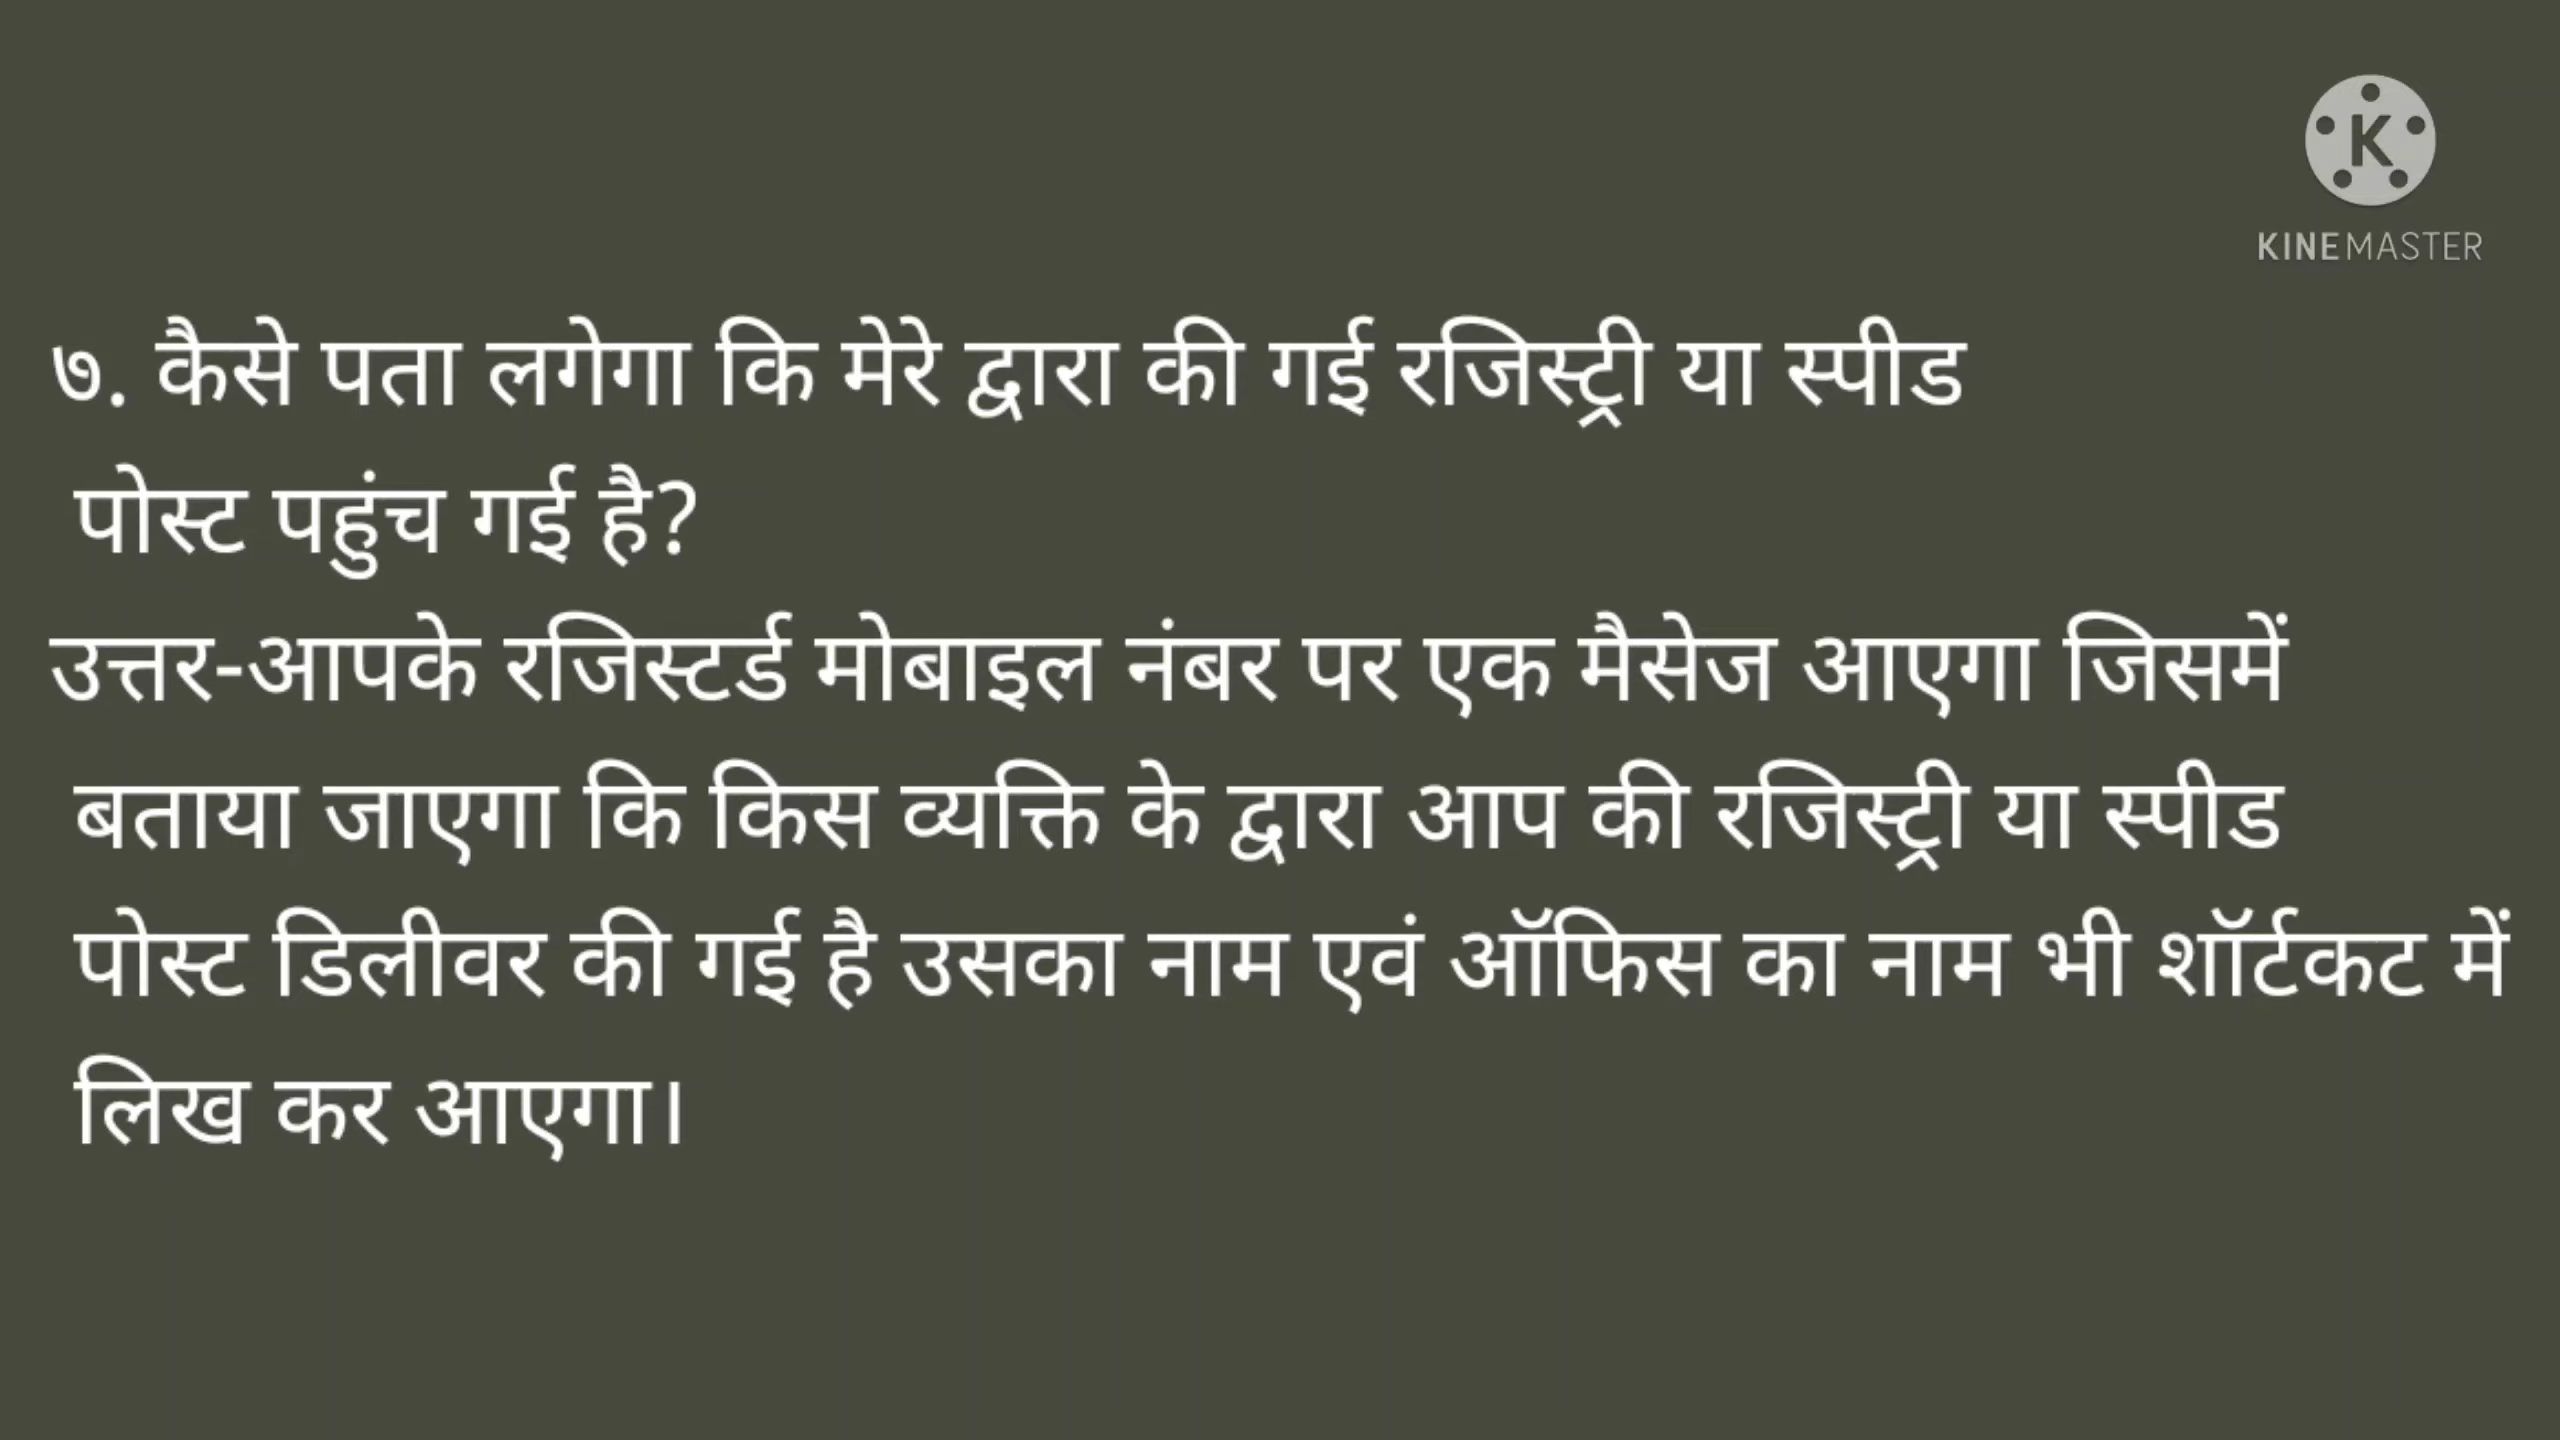 KINEMASTER
७. कैसे पता लगेगा कि मेरे द्वारा की गई रजिस्ट्री या स्पीड
पोस्ट पहुंच गई है?
उत्तर-आपके रजिस्टर्ड मोबाइल नंबर पर एक मैसेज आएगा जिसमें
बताया जाएगा कि किस व्यक्ति के द्वारा आप की रजिस्ट्री या स्पीड
पोस्ट डिलीवर की गई है उसका नाम एवं ऑफिस का नाम भी शॉर्टकट में
लिख कर आएगा।